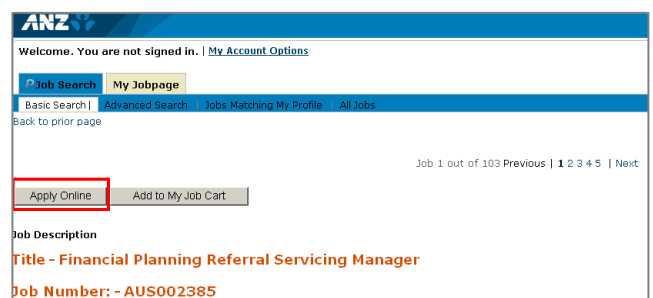 ANZ
Welcome. You are not signed in. | My Account Options
Job Search My Jobpage
Basic Search | Advanced Search | Jobs Matching My Profile | All Jobs
Back to prior page
Job 1 out of 103 Previous | 1 2 3 4 5 | Next
Apply Online Add to My Job Cart
Job Description
Title - Financial Planning Referral Servicing Manager
Job Number: - AUS002385